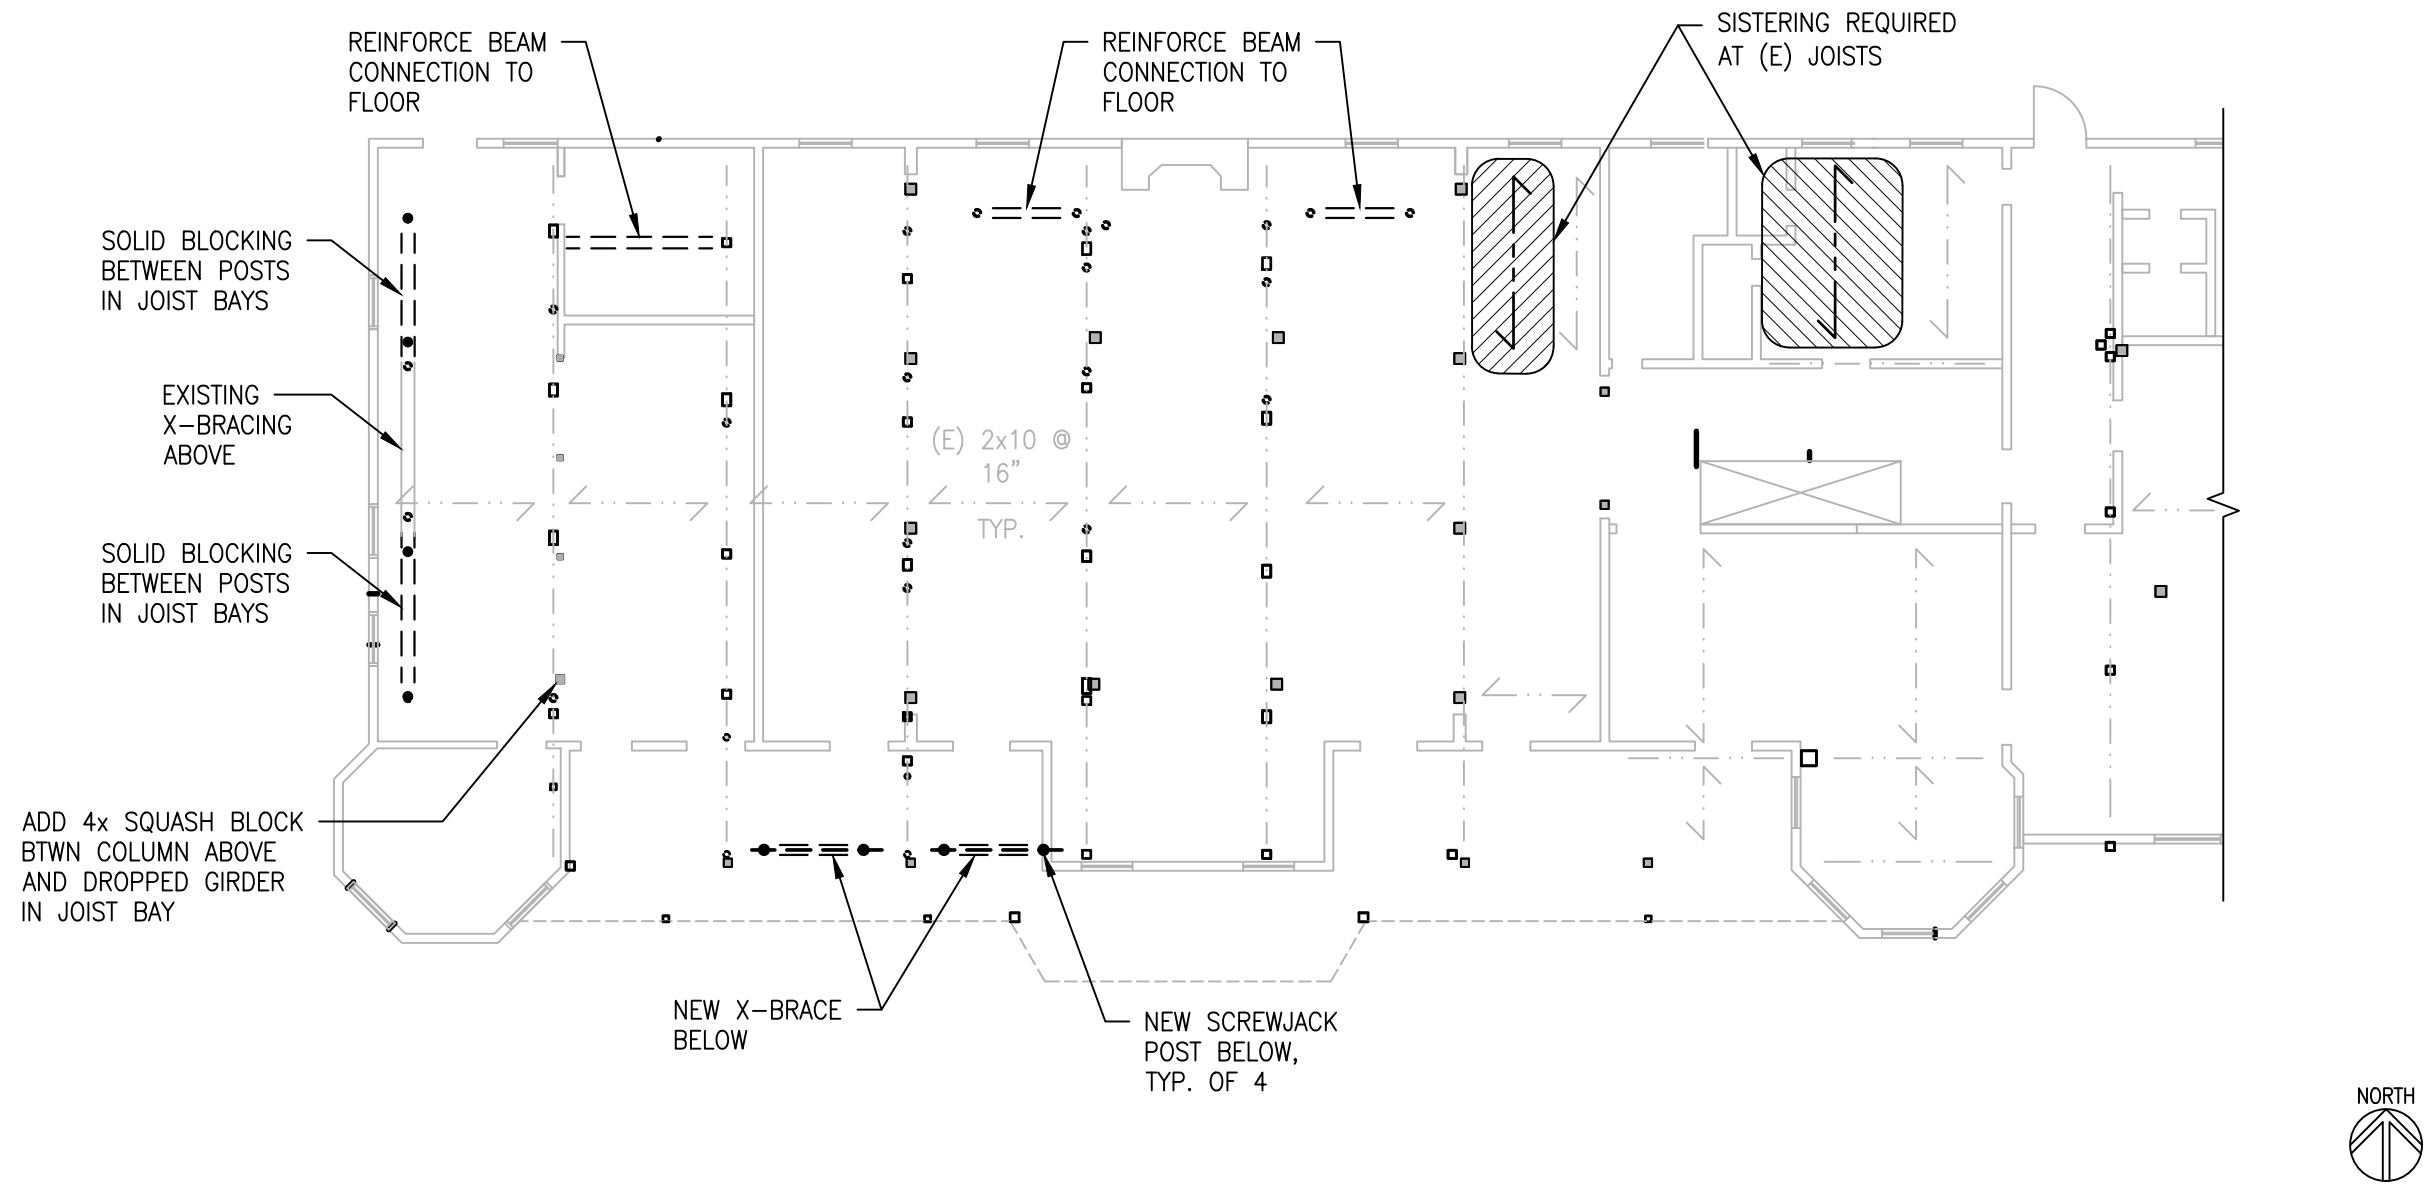 REINFORCE BEAM
CONNECTION TO
FLOOR
REINFORCE BEAM
CONNECTION TO
FLOOR
SISTERING REQUIRED
AT (E) JOISTS
SOLID BLOCKING
BETWEEN POSTS
IN JOIST BAYS
EXISTING
X-BRACING
ABOVE
(E) 2x10 @
16"
TYP.
SOLID BLOCKING
BETWEEN POSTS
IN JOIST BAYS
ADD 4x SQUASH BLOCK
BTWN COLUMN ABOVE
AND DROPPED GIRDER
IN JOIST BAY
NEW X-BRACE
BELOW
NEW SCREWJACK
POST BELOW,
TYP. OF 4
NORTH